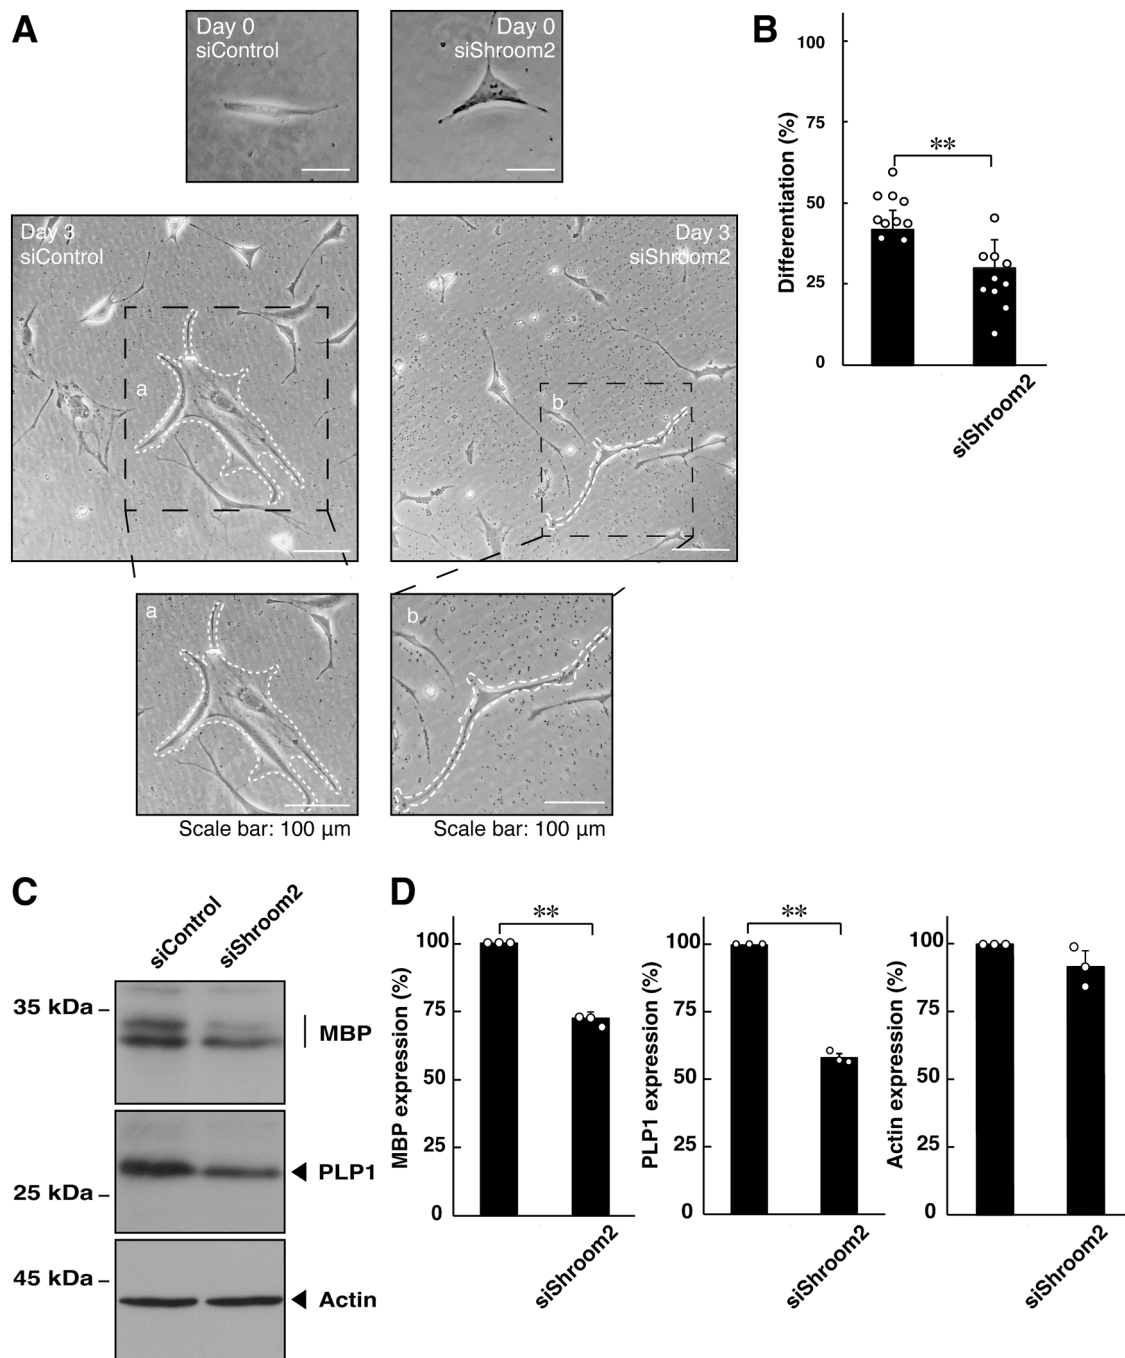 A
Day 0
siControl
Day 0
siShroom2
Day 3
siControl
a
Day 3
siShroom2
b
a
b
Scale bar: 100 μm
Scale bar: 100 μm
B
Differentiation (%)
100
75
50
25
0
**
siShroom2
C
siControl
siShroom2
35 kDa
MBP
PLP1
25 kDa
45 kDa
Actin
D
MBP expression (%)
100
75
50
25
0
**
siShroom2
PLP1 expression (%)
100
75
50
25
0
**
siShroom2
Actin expression (%)
100
75
50
25
0
siShroom2